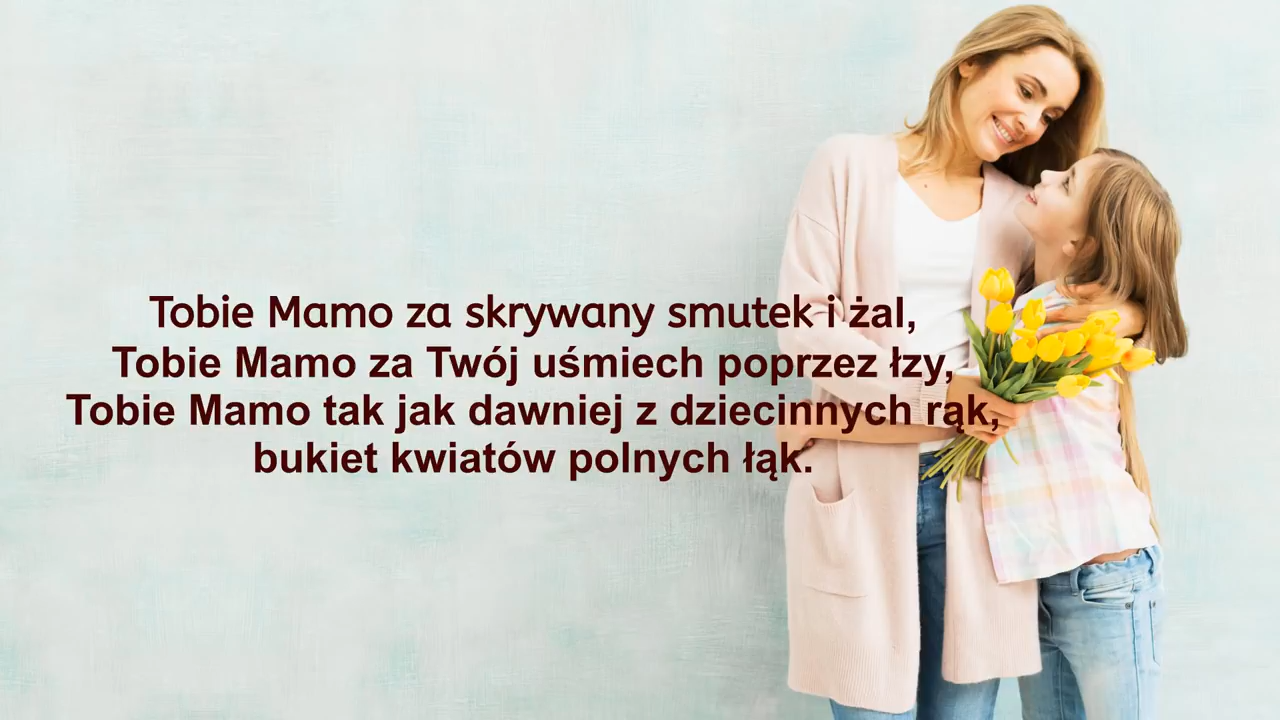 Tobie Mamo za skrywany smutek i żal,
Tobie Mamo za Twój uśmiech poprzez łzy,
Tobie Mamo tak jak dawniej z dziecinnych rąk,
bukiet kwiatów polnych łąk.